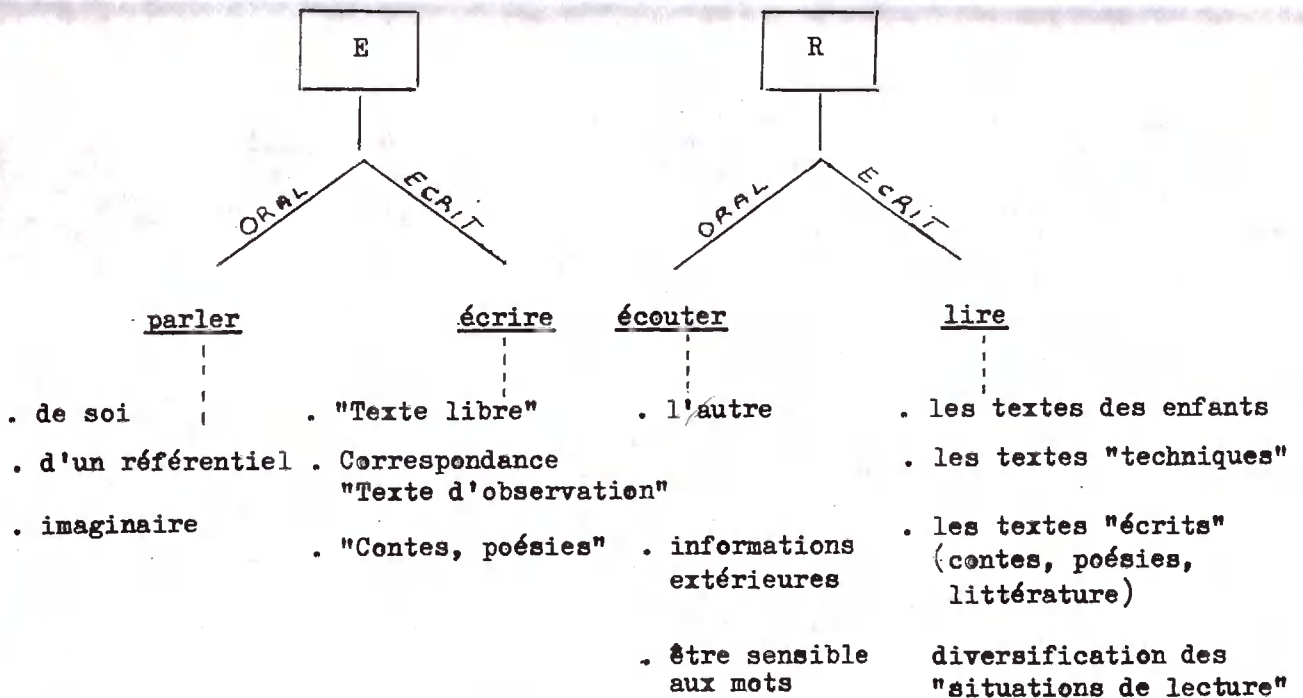 E
R
ORAL
ECRIT
ORAL
ECRIT
parler
écrire
écouter
lire
. de soi
. d'un référentiel
. imaginaire
. "Texte libre"
. Correspondance
"Texte d'observation"
. "Contes, poésies"
. l'autre
. informations
extérieures
. être sensible
aux mots
. les textes des enfants
. les textes "techniques"
. les textes "écrits"
(contes, poésies,
littérature)
diversification des
"situations de lecture"